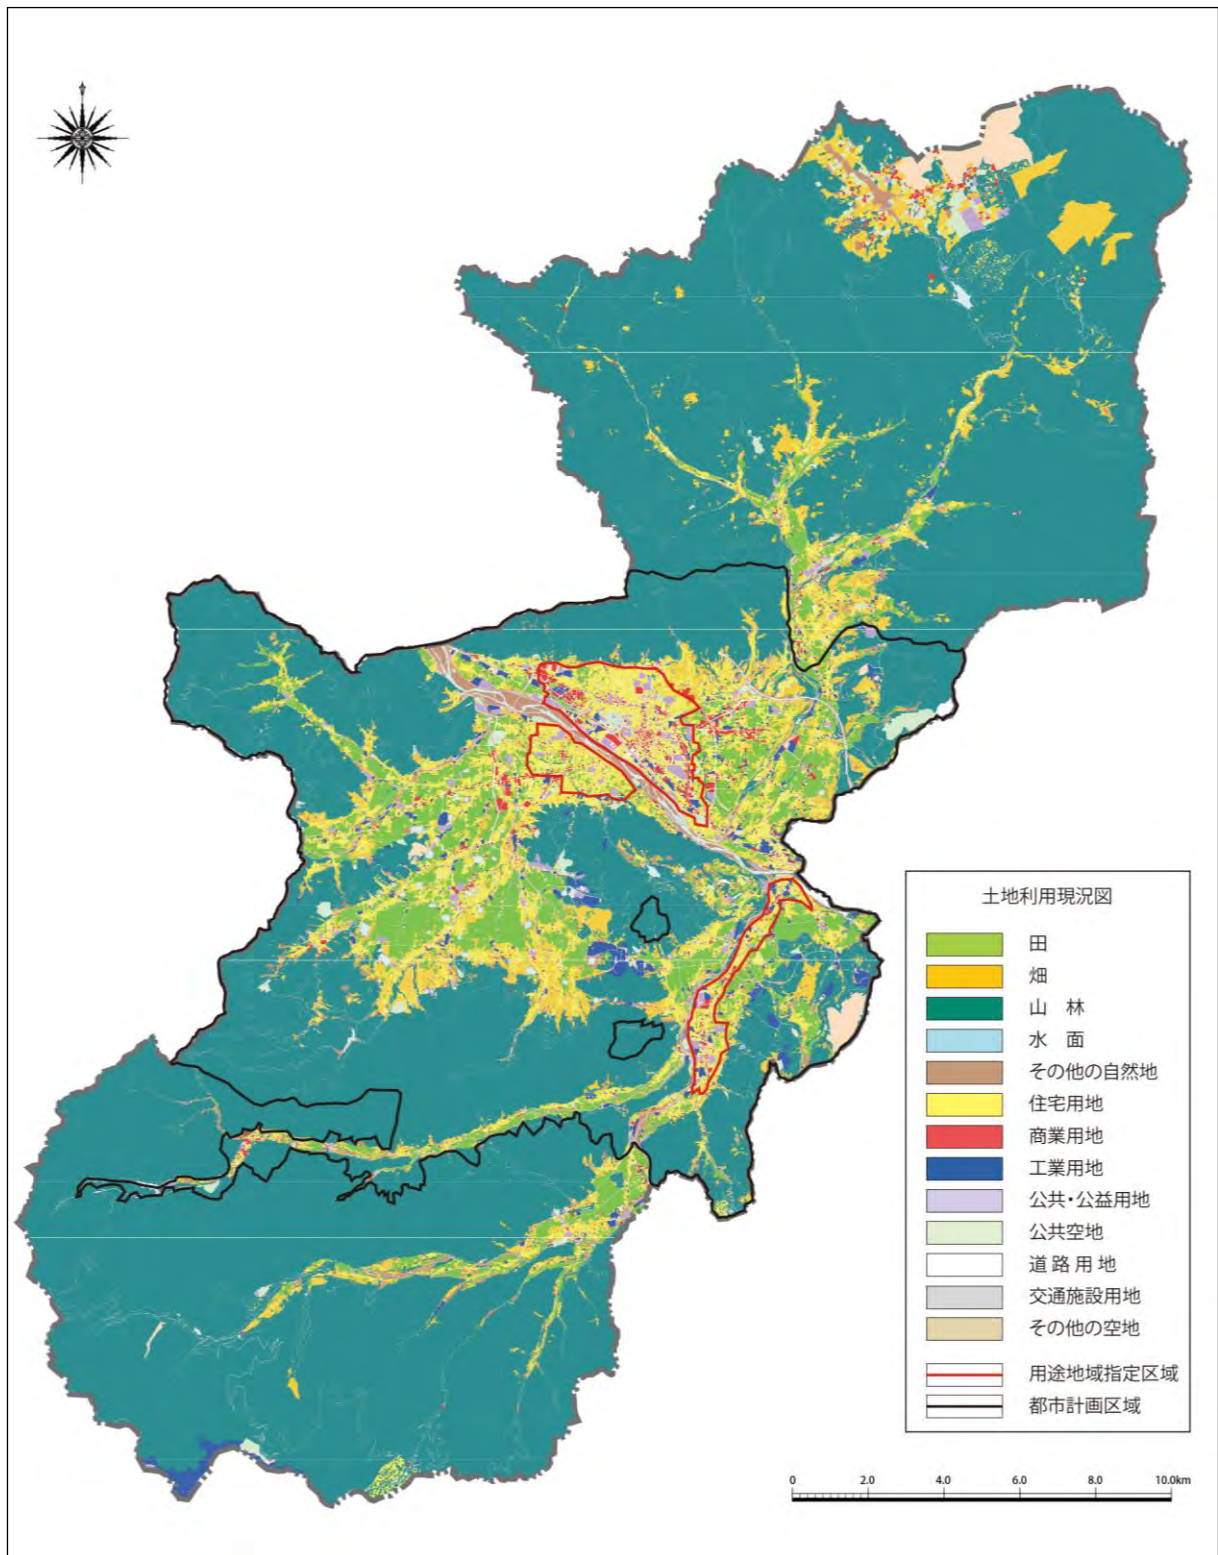 土地利用現況図
田
畑
山 林
水 面
その他の自然地
住宅用地
商業用地
工業用地
公共・公益用地
公共空地
道 路 用 地
交通施設用地
その他の空地
用途地域指定区域
都市計画区域
0 2.0 4.0 6.0 8.0 10.0km